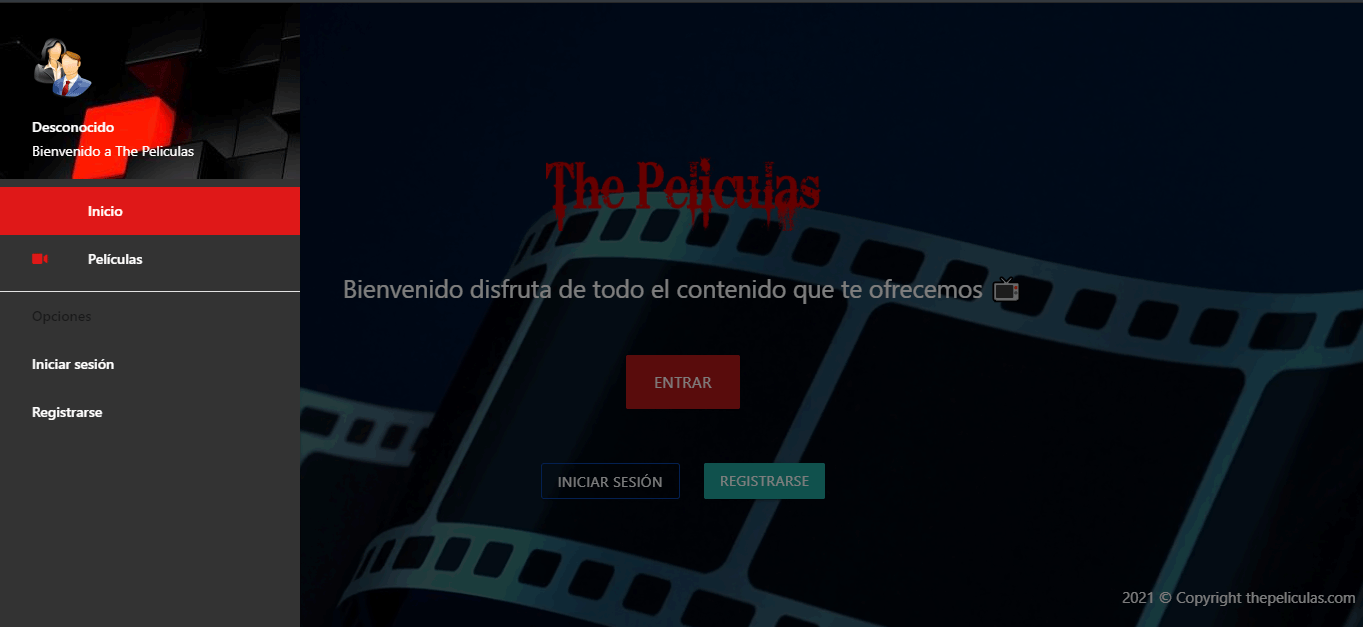 Desconocido
Bienvenido a The Peliculas
Inicio
Películas
Opciones
Iniciar sesión
Registrarse
The Peliculas
Bienvenido disfruta de todo el contenido que te ofrecemos
ENTRAR
INICIAR SESIÓN
REGISTRARSE
2021 © Copyright thepeliculas.com